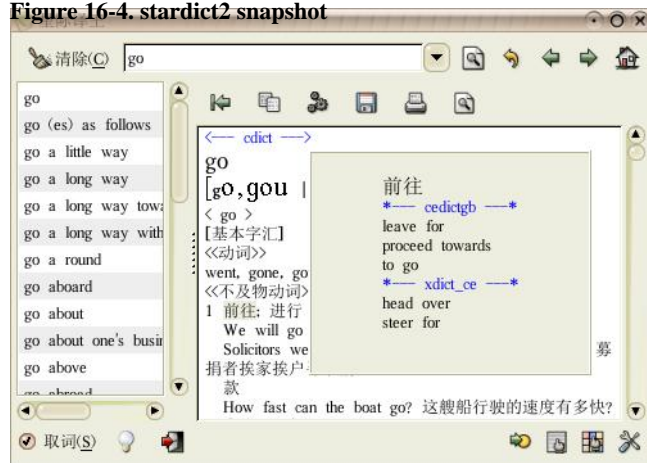 Figure 16-4. stardict2 snapshot
清除(C)
go
go
go (es) as follows
go a little way
go a long way
go a long way towa
go a long way with
go a round
go aboard
go about
go about one's busin
go above
go abroad
<--- cdict --->
go
[go,gou |
< go >
[基本字汇]
<<动词>>
went, gone, go
<<不及物动词>
1 前往; 进行
We will go
Solicitors we
募
捐者挨家挨户
款
How fast can the boat go? 这艘船行驶的速度有多快?
前往
*--- cedictgb ---*
leave for
proceed towards
to go
*--- xdict_ce ---*
head over
steer for
取词(S)